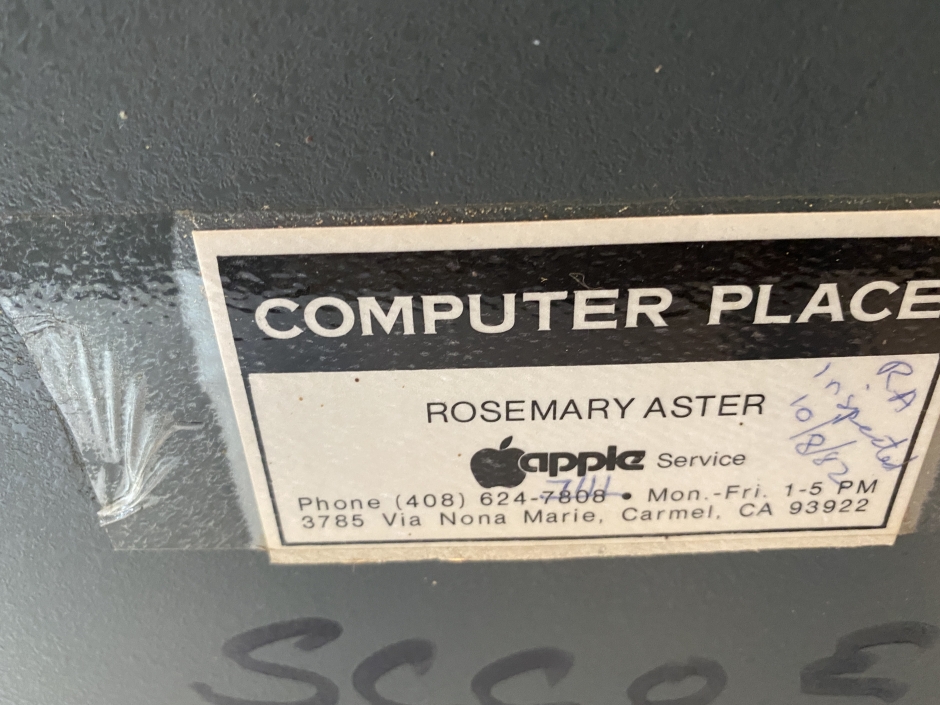 COMPUTER PLACE
ROSEMARY ASTER
apple Service
Phone (408) 624-7808 • Mon.-Fri. 1-5 PM
3785 Via Nona Marie, Carmel, CA 93922
RA
inspected
10/8/82
SCCOE